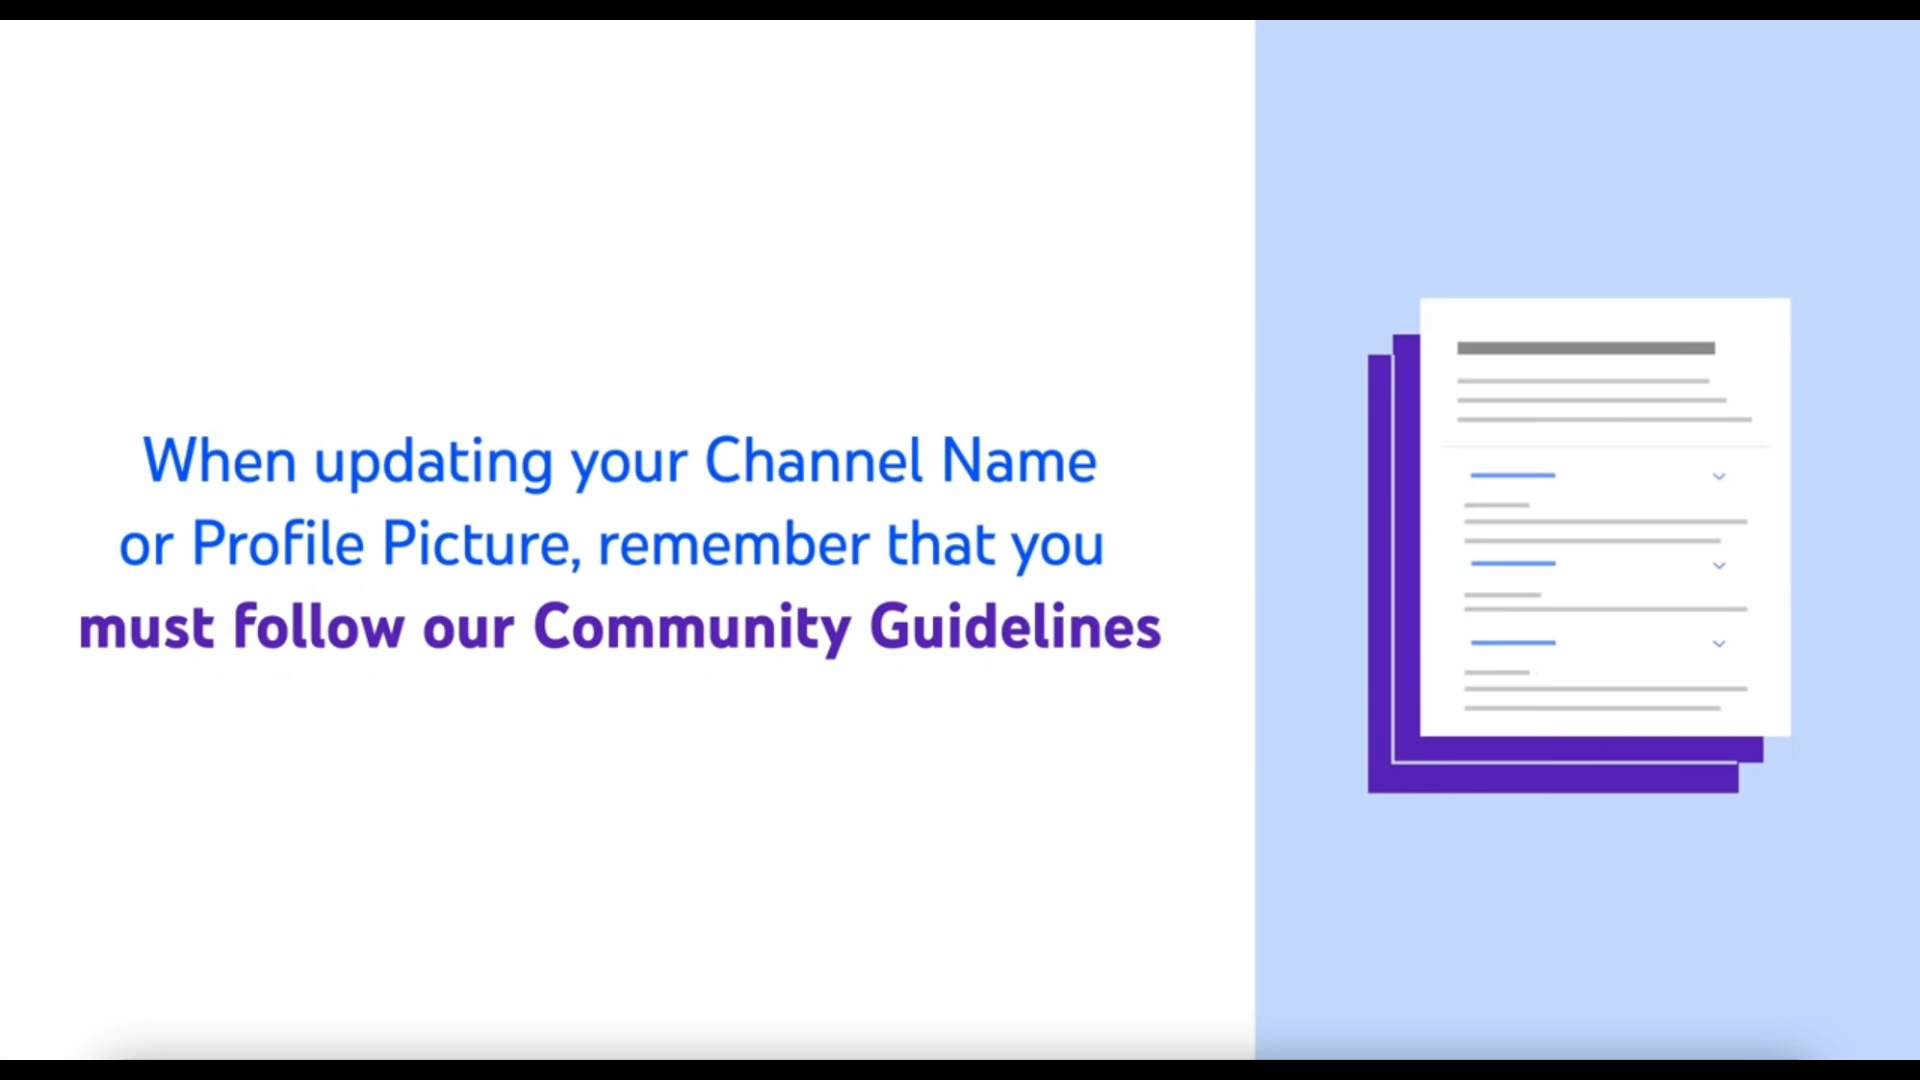 When updating your Channel Name
or Profile Picture, remember that you
must follow our Community Guidelines